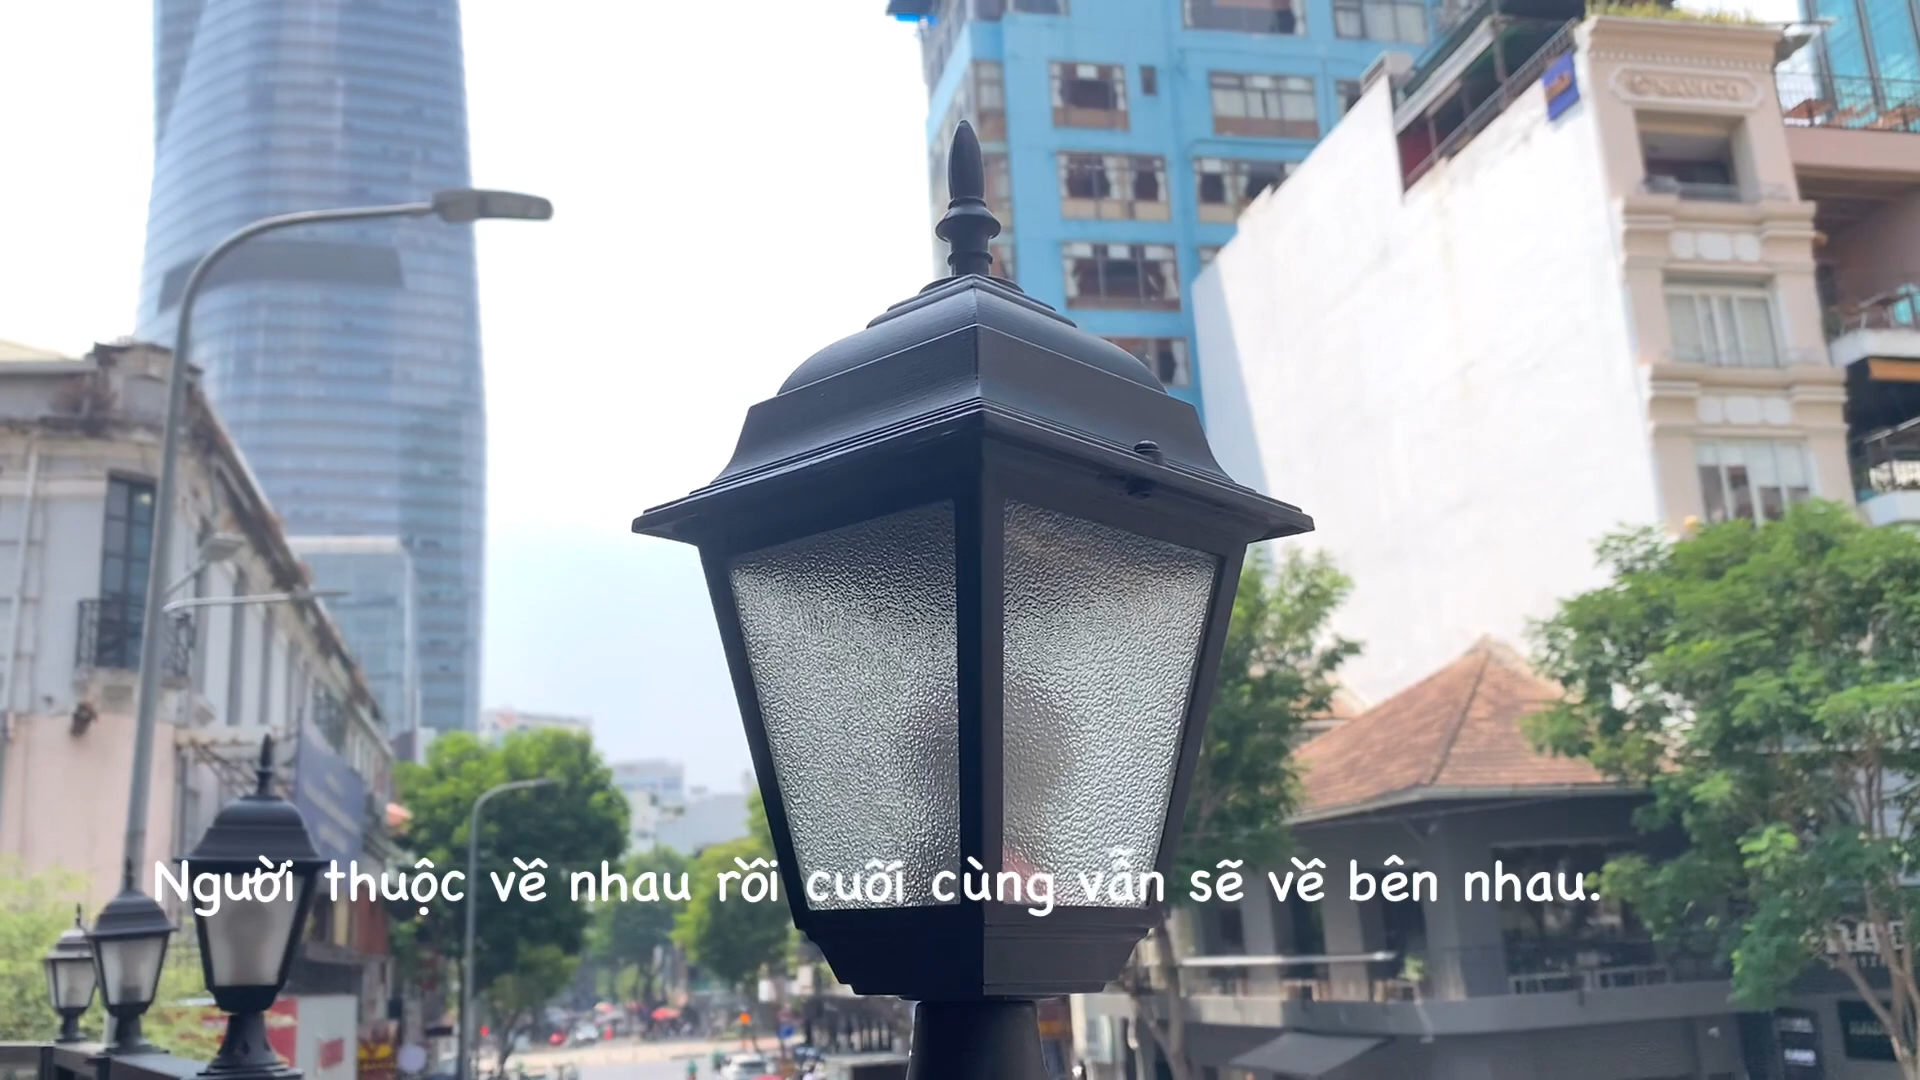 Người thuộc về nhau rồi cuối cùng vẫn sẽ về bên nhau.